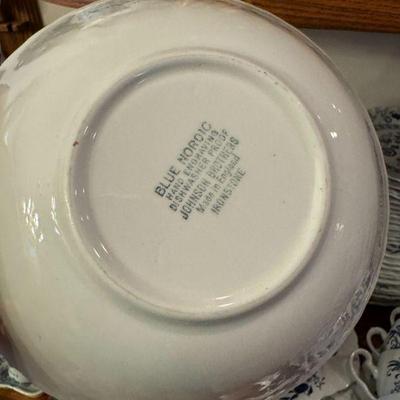 BLUE NORDIC
HAND ENGRAVING
DISHWASHER PROOF
JOHNSON BROTHERS
Made in England
IRONSTONE